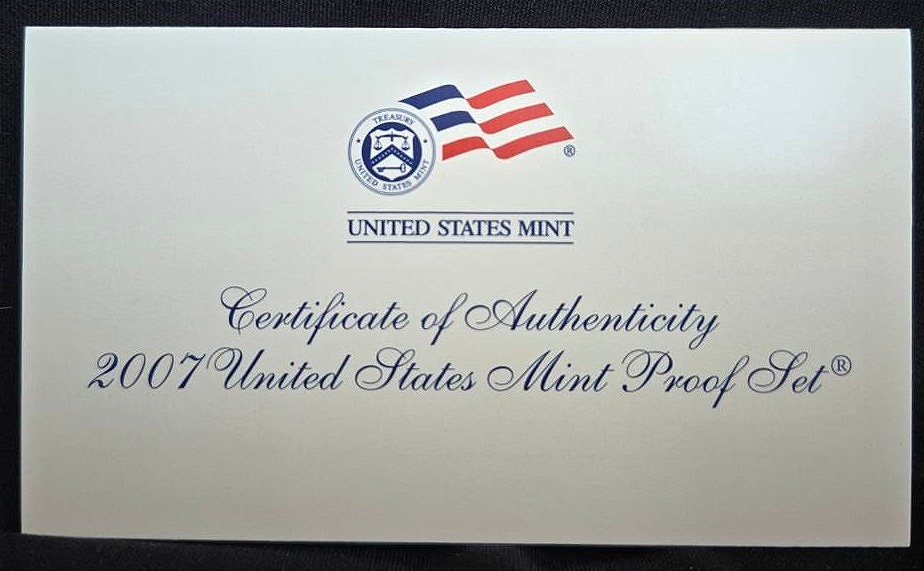 TREASURY
UNITED STATES MINT
®
UNITED STATES MINT
Certificate of Authenticity
2007 United States Mint Proof Set®